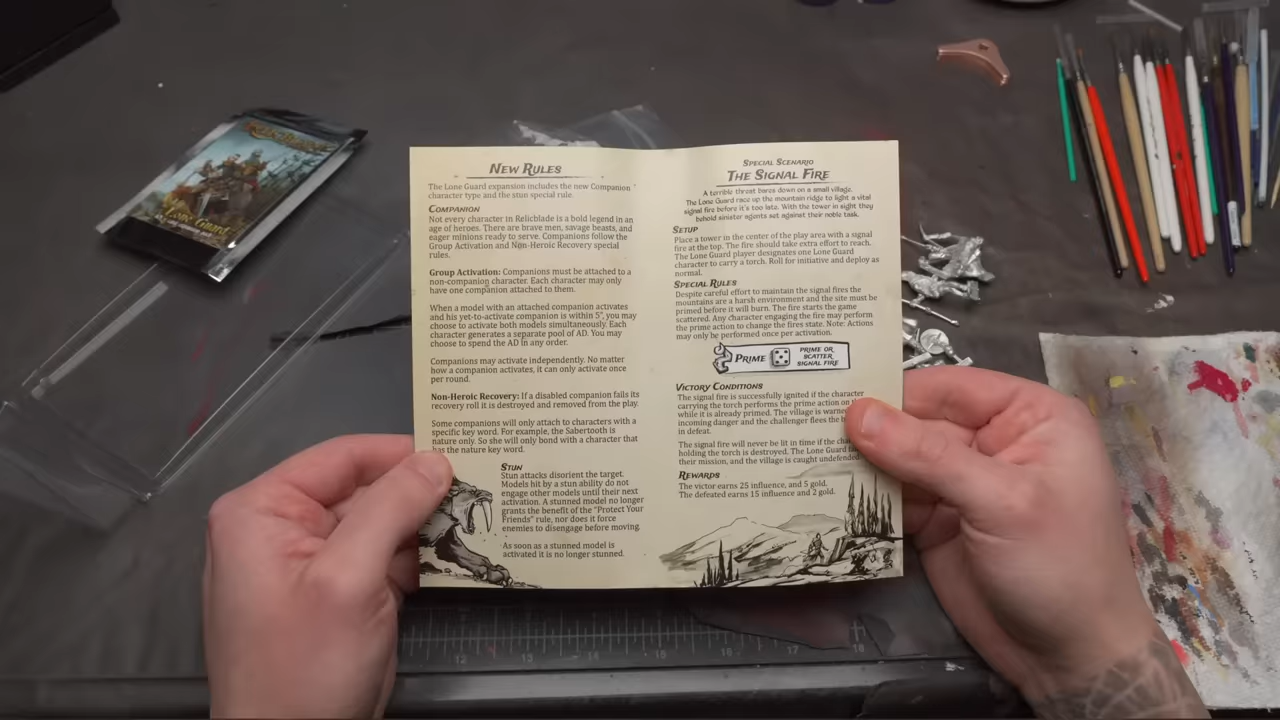 Relicblade
Lone Guard
New Rules
The Lone Guard expansion includes the new Companion
character type and the stun special rule.
Companion
Not every character in Relicblade is a bold legend in an
age of heroes. There are brave men, savage beasts, and
eager minions ready to serve. Companions follow the
Group Activation and Non-Heroic Recovery special
rules.
Group Activation: Companions must be attached to a
non-companion character. Each character may only
have one companion attached to them.
When a model with an attached companion activates
and his yet-to-activate companion is within 5", you may
choose to activate both models simultaneously. Each
character generates a separate pool of AD. You may
choose to spend the AD in any order.
Companions may activate independently. No matter
how a companion activates, it can only activate once
per round.
Non-Heroic Recovery: If a disabled companion fails its
recovery roll it is destroyed and removed from the play.
Some companions will only attach to characters with a
specific key word. For example, the Sabertooth is
nature only. So she will only bond with a character that
has the nature key word.
Stun
Stun attacks disorient the target.
Models hit by a stun ability do not
engage other models until their next
activation. A stunned model no longer
grants the benefit of the "Protect Your
Friends" rule, nor does it force
enemies to disengage before moving.
As soon as a stunned model is
activated it is no longer stunned.
Special Scenario
The Signal Fire
A terrible threat bares down on a small village.
The Lone Guard race up the mountain ridge to light a vital
signal fire before it's too late. With the tower in sight they
behold sinister agents set against their noble task.
Setup
Place a tower in the center of the play area with a signal
fire at the top. The fire should take extra effort to reach.
The Lone Guard player designates one Lone Guard
character to carry a torch. Roll for initiative and deploy as
normal.
Special Rules
Despite careful effort to maintain the signal fires the
mountains are a harsh environment and the site must be
primed before it will burn. The fire starts the game
scattered. Any character engaging the fire may perform
the prime action to change the fires state. Note: Actions
may only be performed once per activation.
Prime
Prime or
Scatter
Signal Fire
Victory Conditions
The signal fire is successfully ignited if the character
carrying the torch performs the prime action on
while it is already primed. The village is warned
incoming danger and the challenger flees the
in defeat.
The signal fire will never be lit in time if the
holding the torch is destroyed. The Lone Guard
their mission, and the village is caught undefended.
Rewards
The victor earns 25 influence, and 5 gold.
The defeated earns 15 influence and 2 gold.
12 13 14 15 16 17 18